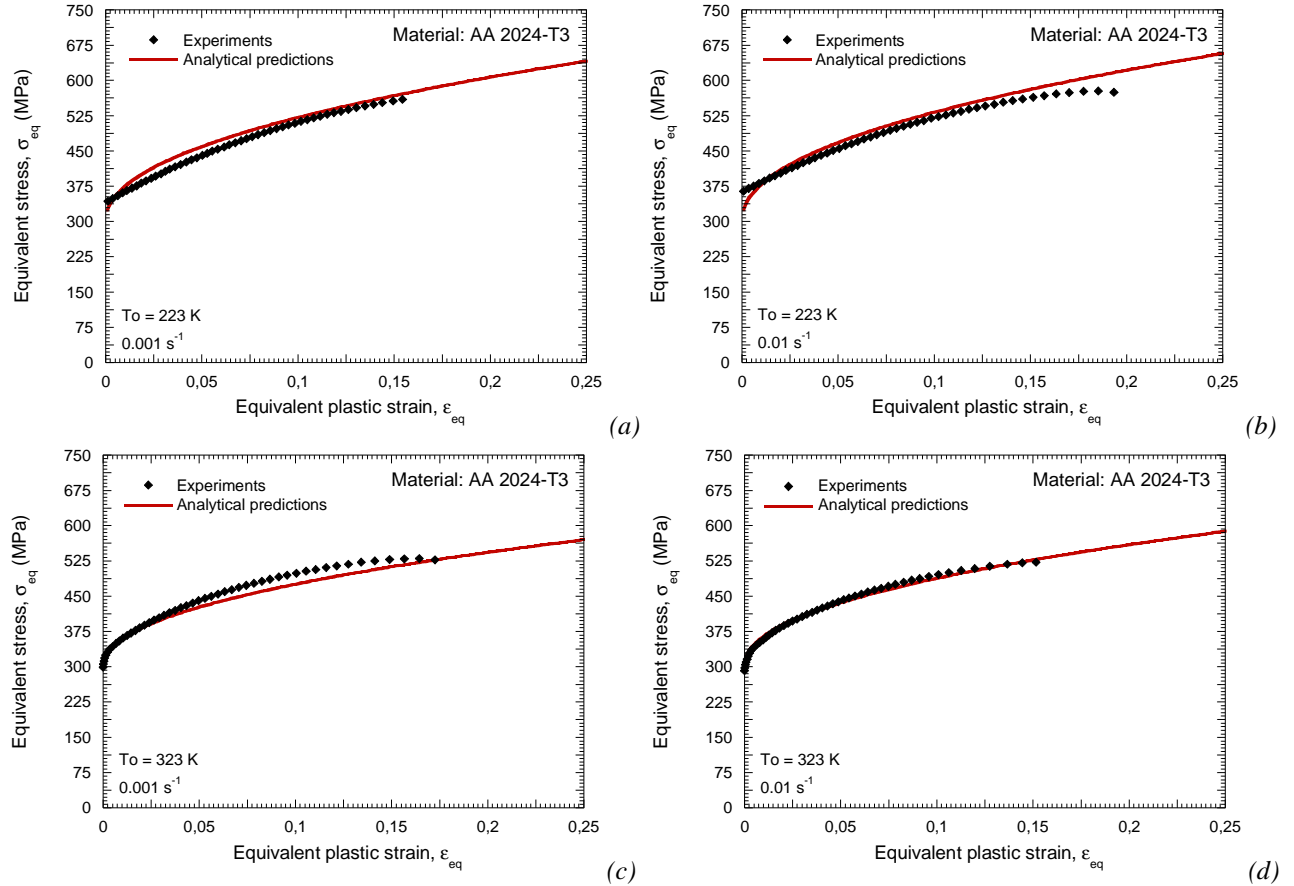 750
675
600
525
450
375
300
225
150
75
0
Equivalent stress, σeq (MPa)
Experiments
Analytical predictions
Material: AA 2024-T3
To = 223 K
0.001 s-1
0
0,05
0,1
0,15
0,2
0,25
Equivalent plastic strain, εeq
(a)
750
675
600
525
450
375
300
225
150
75
0
Equivalent stress, σeq (MPa)
Experiments
Analytical predictions
Material: AA 2024-T3
To = 223 K
0.01 s-1
0
0,05
0,1
0,15
0,2
0,25
Equivalent plastic strain, εeq
(b)
750
675
600
525
450
375
300
225
150
75
0
Equivalent stress, σeq (MPa)
Experiments
Analytical predictions
Material: AA 2024-T3
To = 323 K
0.001 s-1
0
0,05
0,1
0,15
0,2
0,25
Equivalent plastic strain, εeq
(c)
750
675
600
525
450
375
300
225
150
75
0
Equivalent stress, σeq (MPa)
Experiments
Analytical predictions
Material: AA 2024-T3
To = 323 K
0.01 s-1
0
0,05
0,1
0,15
0,2
0,25
Equivalent plastic strain, εeq
(d)